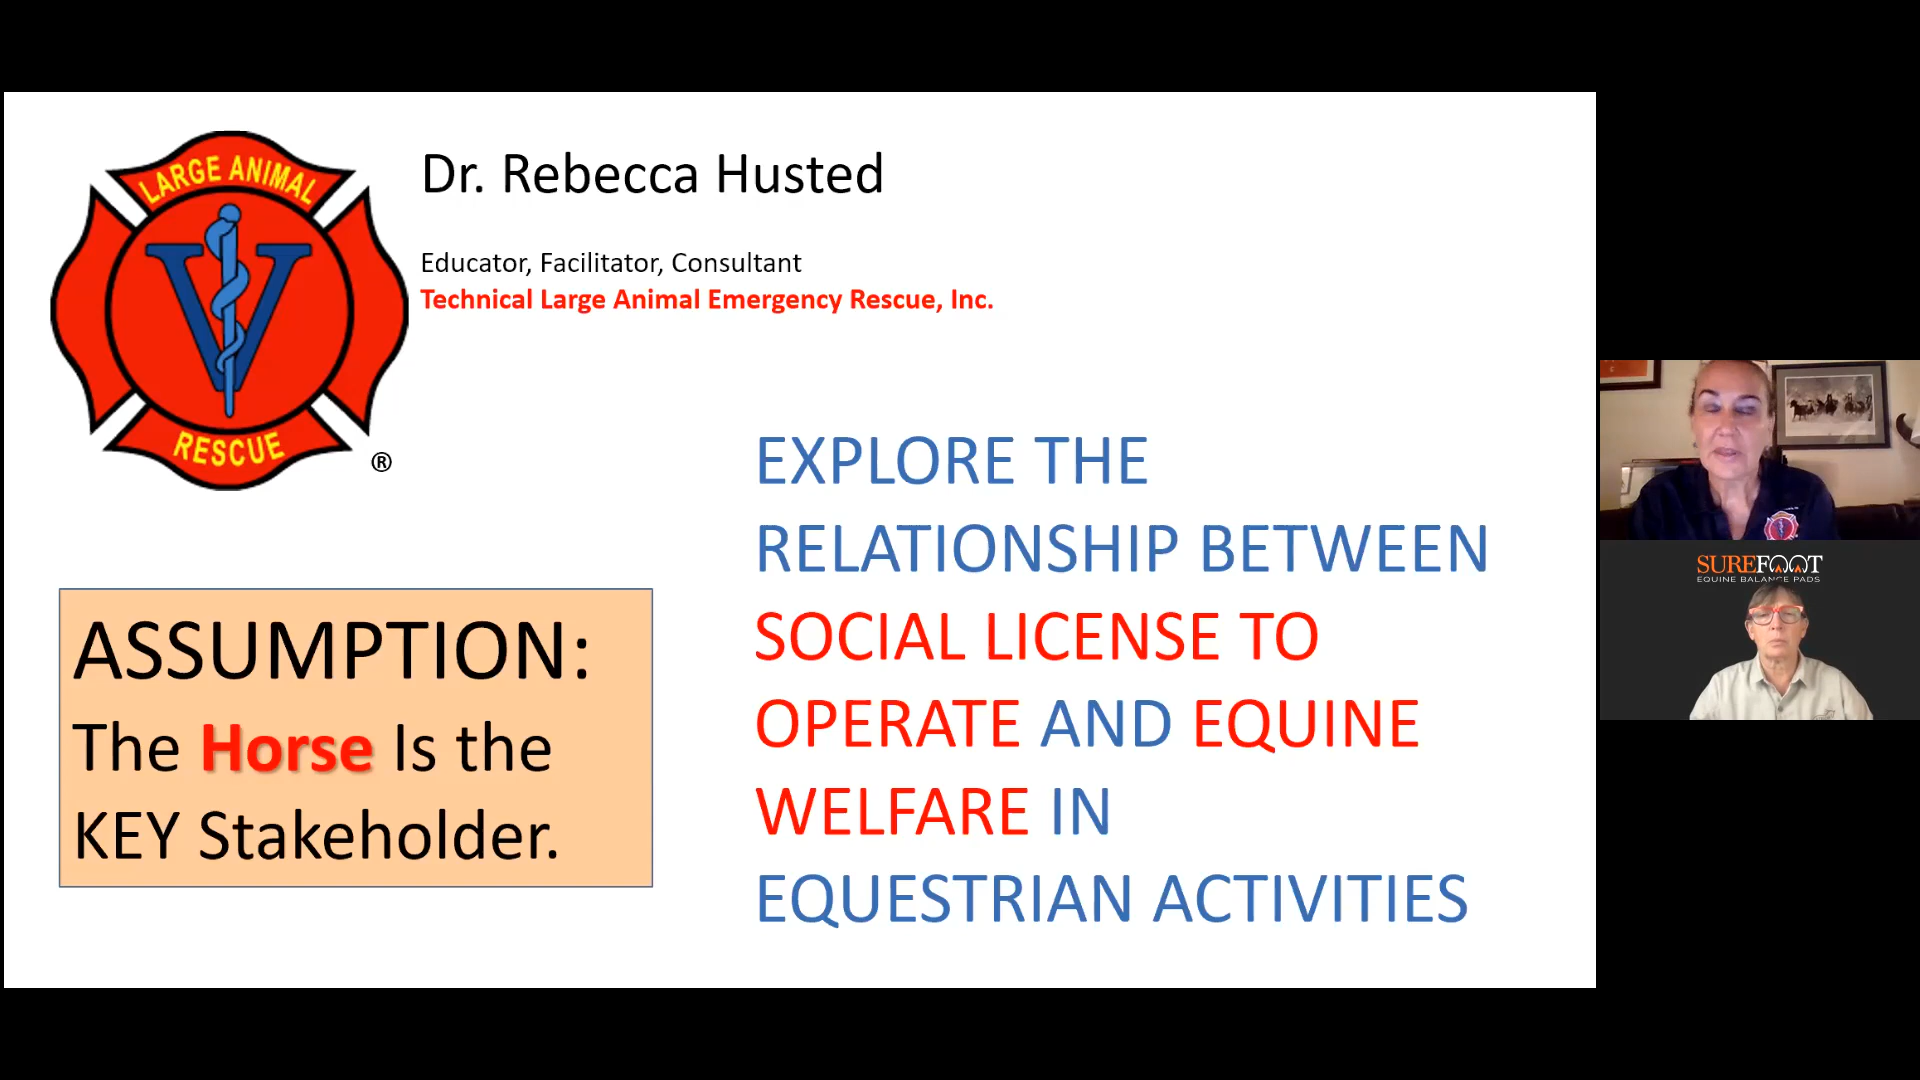 LARGE ANIMAL
RESCUE
®
Dr. Rebecca Husted
Educator, Facilitator, Consultant
Technical Large Animal Emergency Rescue, Inc.
EXPLORE THE
RELATIONSHIP BETWEEN
SOCIAL LICENSE TO
OPERATE AND EQUINE
WELFARE IN
EQUESTRIAN ACTIVITIES
ASSUMPTION:
The Horse Is the
KEY Stakeholder.
SUREFOOT
EQUINE BALANCE PADS